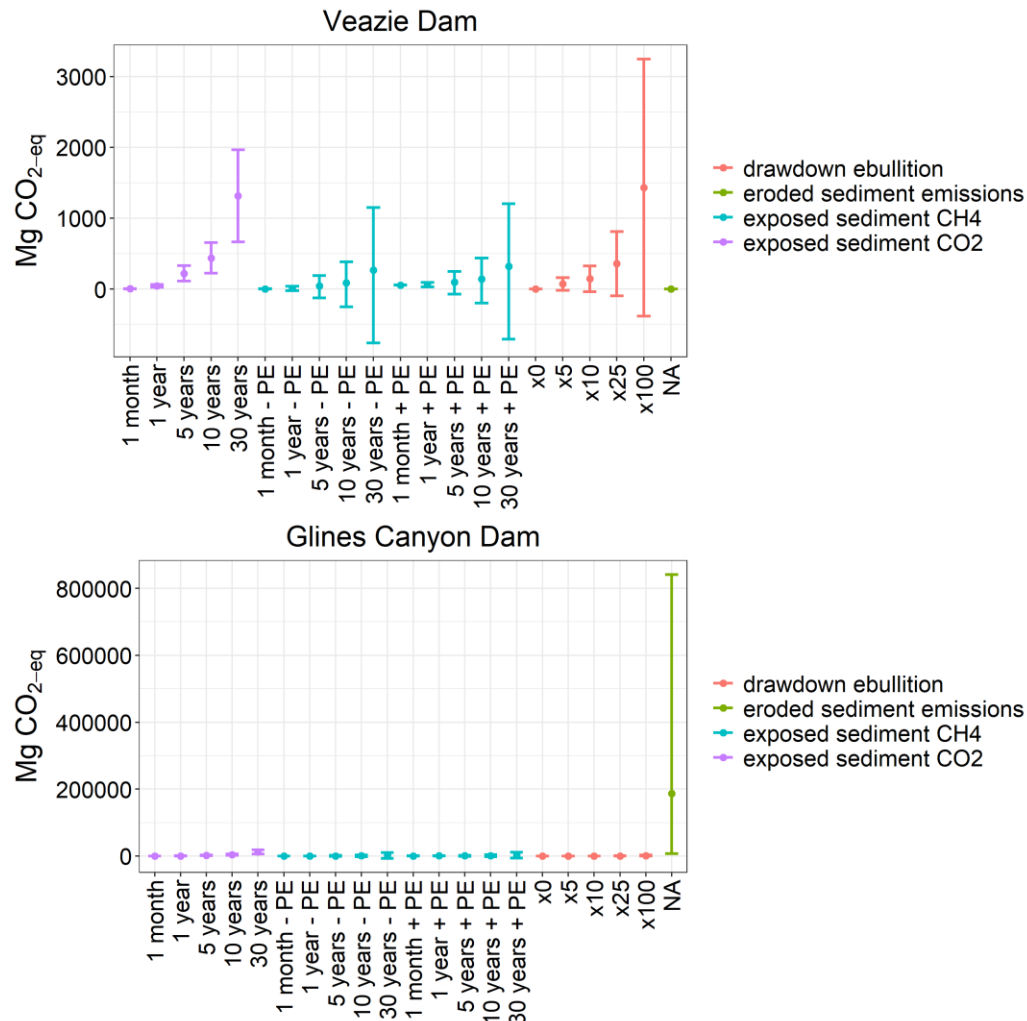 Veazie Dam
Mg CO2−eq
3000
2000
1000
0
1 month
1 year
5 years
10 years
30 years
1 month - PE
1 year - PE
5 years - PE
10 years - PE
30 years - PE
1 month + PE
1 year + PE
5 years + PE
10 years + PE
30 years + PE
x0
x5
x10
x25
x100
NA
drawdown ebullition
eroded sediment emissions
exposed sediment CH4
exposed sediment CO2
Glines Canyon Dam
Mg CO2−eq
800000
600000
400000
200000
0
1 month
1 year
5 years
10 years
30 years
1 month - PE
1 year - PE
5 years - PE
10 years - PE
30 years - PE
1 month + PE
1 year + PE
5 years + PE
10 years + PE
30 years + PE
x0
x5
x10
x25
x100
NA
drawdown ebullition
eroded sediment emissions
exposed sediment CH4
exposed sediment CO2